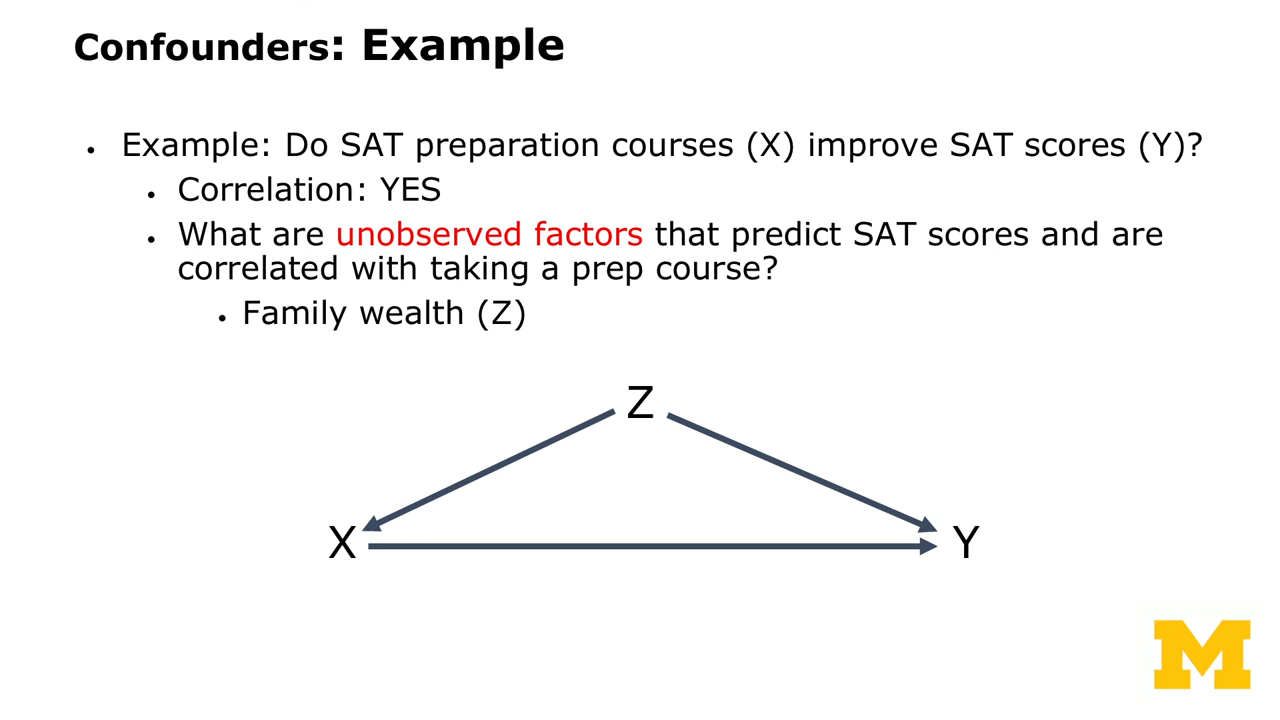 Confounders: Example
• Example: Do SAT preparation courses (X) improve SAT scores (Y)?
• Correlation: YES
• What are unobserved factors that predict SAT scores and are
correlated with taking a prep course?
• Family wealth (Z)
Z
X
Y
M